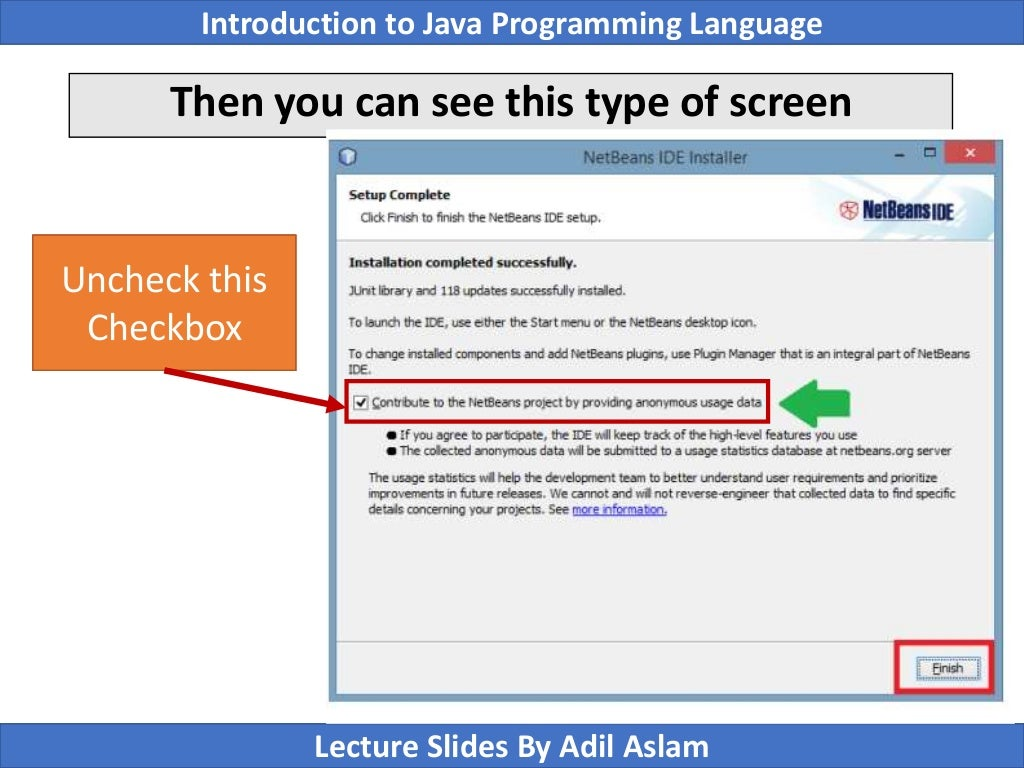 Introduction to Java Programming Language
Then you can see this type of screen
NetBeans IDE Installer
Setup Complete
Click Finish to finish the NetBeans IDE setup.
NetBeans IDE
Uncheck this
Checkbox
Installation completed successfully.
JUnit library and 118 updates successfully installed.
To launch the IDE, use either the Start menu or the NetBeans desktop icon.
To change installed components and add NetBeans plugins, use Plugin Manager that is an integral part of NetBeans
IDE.
Contribute to the NetBeans project by providing anonymous usage data
● If you agree to participate, the IDE will keep track of the high-level features you use
● The collected anonymous data will be submitted to a usage statistics database at netbeans.org server
The usage statistics will help the development team to better understand user requirements and prioritize
improvements in future releases. We cannot and will not reverse-engineer that collected data to find specific
details concerning your projects. See more information.
Finish
Lecture Slides By Adil Aslam